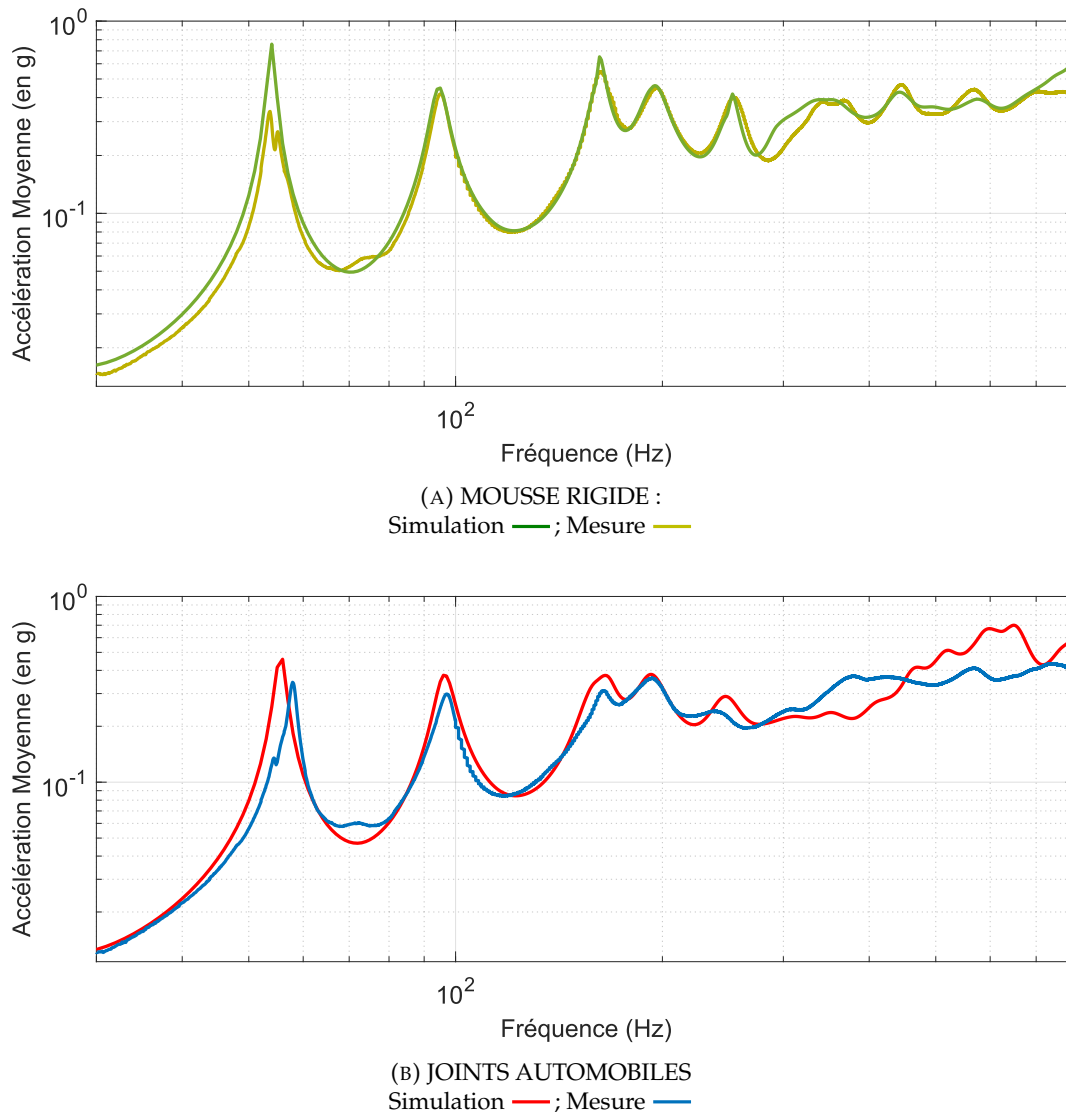 10^0
10^-1
Accélération Moyenne (en g)
10^2
Fréquence (Hz)
(A) MOUSSE RIGIDE :
Simulation ; Mesure
10^0
10^-1
Accélération Moyenne (en g)
10^2
Fréquence (Hz)
(B) JOINTS AUTOMOBILES
Simulation ; Mesure